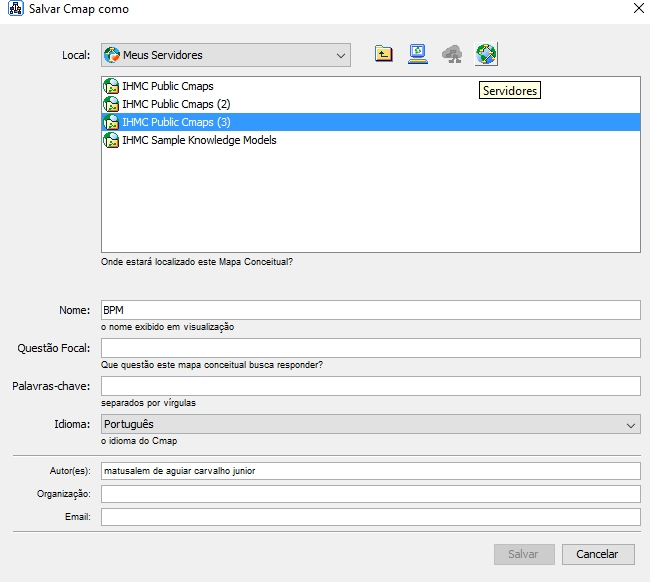 Salvar Cmap como
Local: Meus Servidores
Servidores
IHMC Public Cmaps
IHMC Public Cmaps (2)
IHMC Public Cmaps (3)
IHMC Sample Knowledge Models
Onde estará localizado este Mapa Conceitual?
Nome: BPM
o nome exibido em visualização
Questão Focal:
Que questão este mapa conceitual busca responder?
Palavras-chave:
separados por vírgulas
Idioma: Português
o idioma do Cmap
Autor(es): matusalem de aguiar carvalho junior
Organização:
Email:
Salvar Cancelar